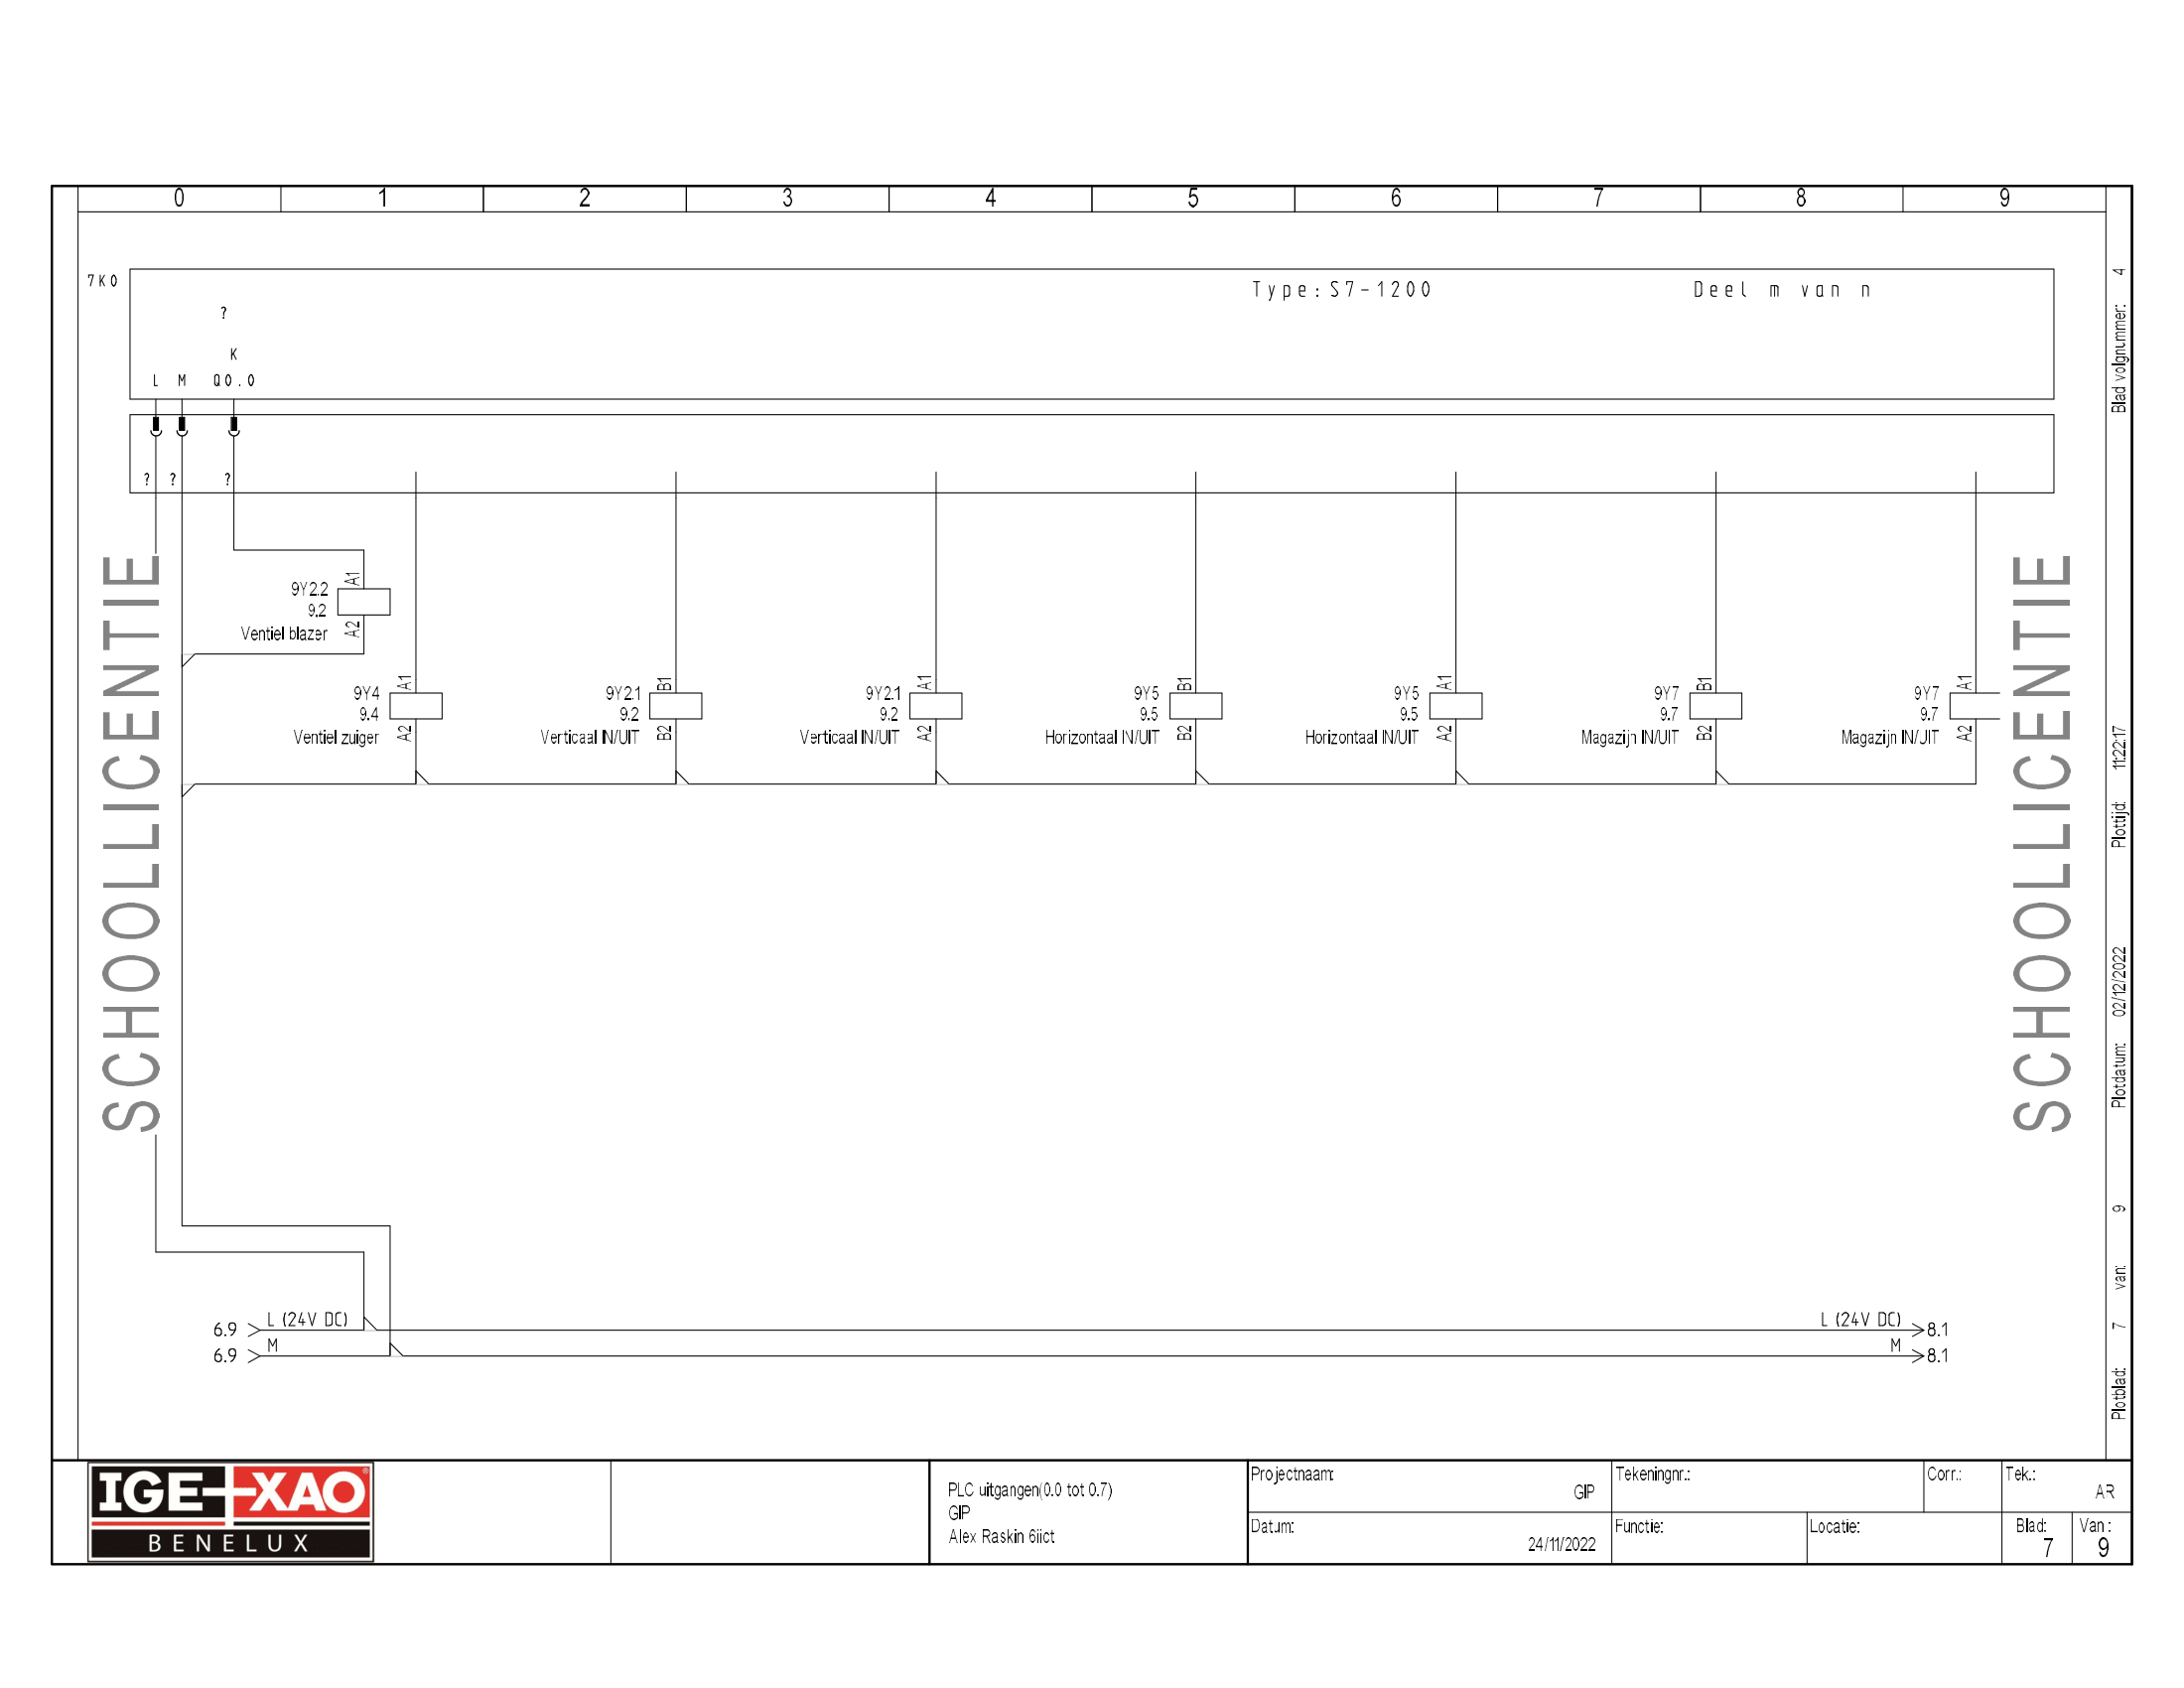 0 1 2 3 4 5 6 7 8 9
7K0
Type:S7-1200 Deel m van n
?
K
L M Q0.0
? ? ?
A1
9Y2.2
9.2
Ventiel blazer
A2
A1
9Y4
9.4
Ventiel zuiger
A2
B1
9Y2.1
9.2
Verticaal IN/UIT
B2
A1
9Y2.1
9.2
Verticaal IN/UIT
A2
B1
9Y5
9.5
Horizontaal IN/UIT
B2
A1
9Y5
9.5
Horizontaal IN/UIT
A2
B1
9Y7
9.7
Magazijn IN/UIT
B2
A1
9Y7
9.7
Magazijn IN/UIT
A2
SCHOOLLICENTIE
SCHOOLLICENTIE
6.9 L (24V DC) L (24V DC) 8.1
6.9 M M 8.1
Plotblad: 7 van: 9 Plotdatum: 02/12/2022 Plottijd: 11:22:17 Blad volgnummer: 4
IGE+XAO
BENELUX
PLC uitgangen(0.0 tot 0.7)
GIP
Alex Raskin 6iict
Projectnaam:
GIP
Datum:
24/11/2022
Tekeningnr.:
Corr.:
Tek.:
AR
Functie:
Locatie:
Blad:
7
Van :
9